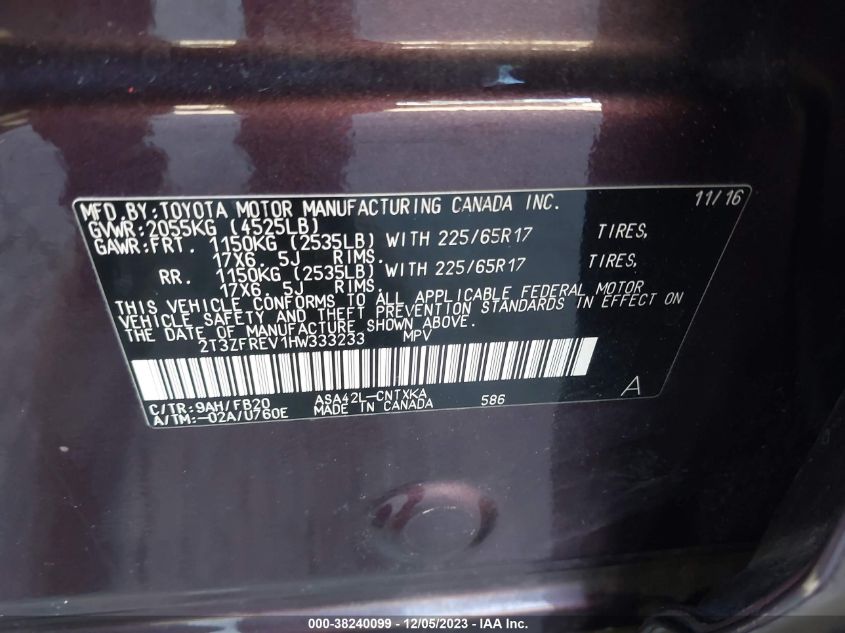 MFD. BY: TOYOTA MOTOR MANUFACTURING CANADA INC. 11/16
GVWR: 2055KG (4525LB)
GAWR: FRT. 1150KG (2535LB) WITH 225/65R17 TIRES,
17X6. 5J RIMS.
RR. 1150KG (2535LB) WITH 225/65R17 TIRES,
17X6. 5J RIMS.
THIS VEHICLE CONFORMS TO ALL APPLICABLE FEDERAL MOTOR
VEHICLE SAFETY AND THEFT PREVENTION STANDARDS IN EFFECT ON
THE DATE OF MANUFACTURE SHOWN ABOVE.
2T3ZFREV1HW333233 MPV
C/TR: 9AH/FB20 ASA42L-CNTXKA 586 A
A/TM: -02A/U760E MADE IN CANADA
000-38240099 - 12/05/2023 - IAA Inc.